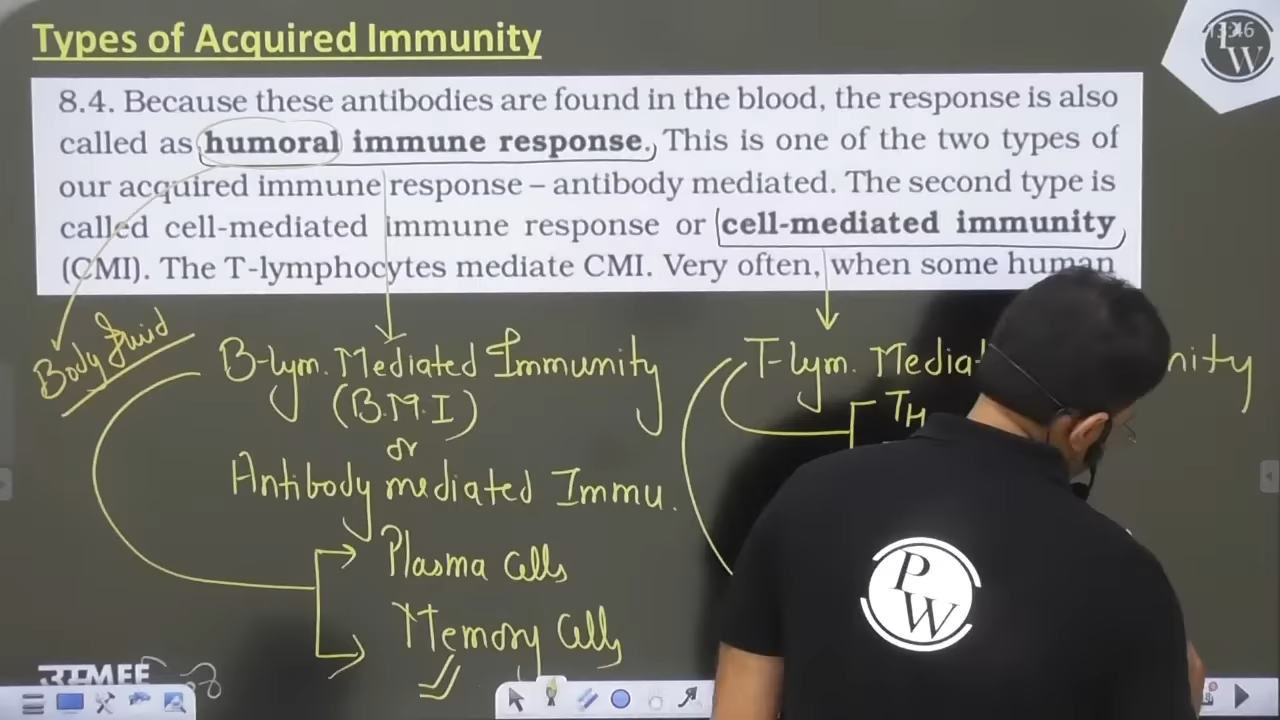 Types of Acquired Immunity
8.4. Because these antibodies are found in the blood, the response is also
called as humoral immune response. This is one of the two types of
our acquired immune response – antibody mediated. The second type is
called cell-mediated immune response or cell-mediated immunity
(CMI). The T-lymphocytes mediate CMI. Very often, when some human
Body fluid
B-lym. Mediated Immunity
(B.M.I)
or
Antibody mediated Immu.
Plasma Cells
Memory Cells
T-lym. Media nity
TH
PW
13:46
PW